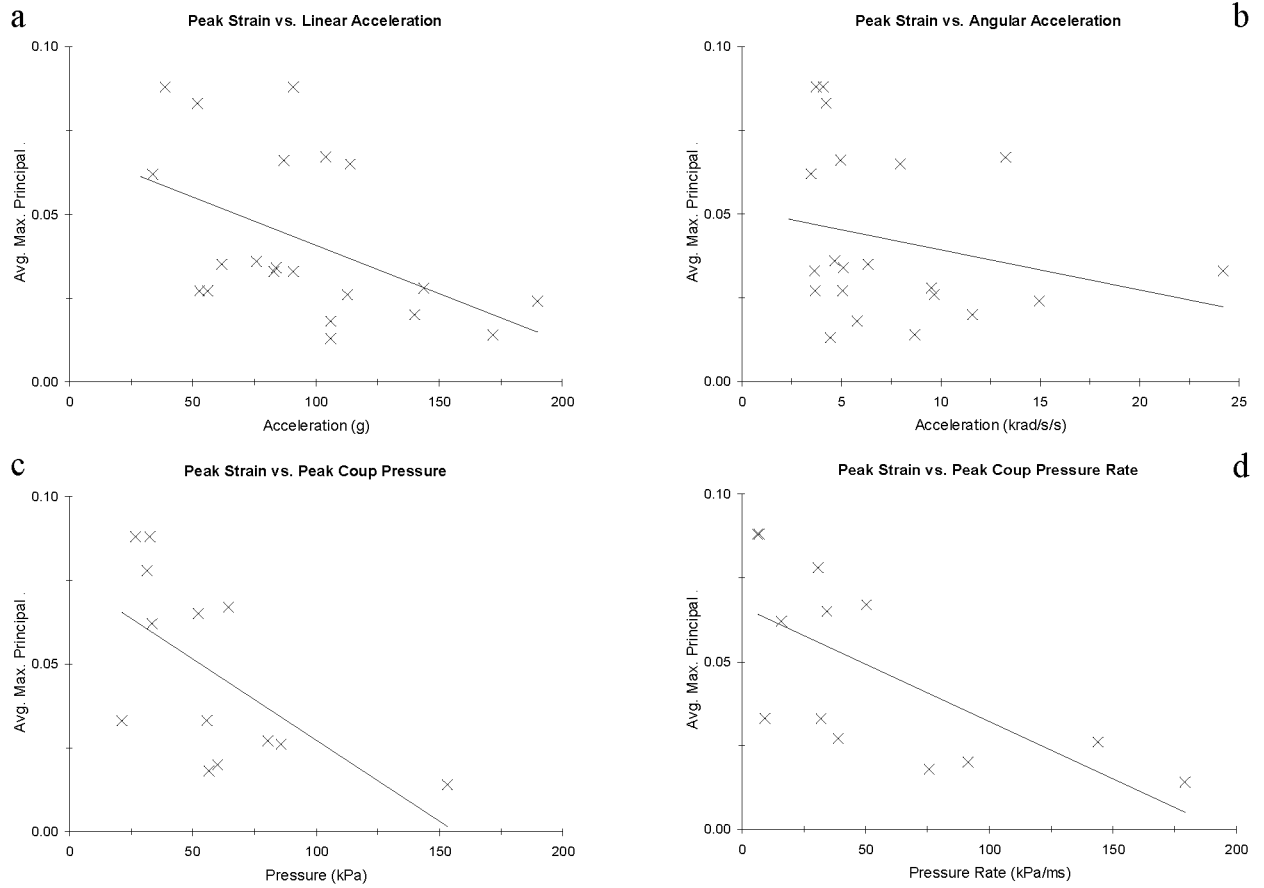 a
Peak Strain vs. Linear Acceleration
Avg. Max. Principal .
0.10
0.05
0.00
0 50 100 150 200
Acceleration (g)
b
Peak Strain vs. Angular Acceleration
Avg. Max. Principal .
0.10
0.05
0.00
0 5 10 15 20 25
Acceleration (krad/s/s)
c
Peak Strain vs. Peak Coup Pressure
Avg. Max. Principal .
0.10
0.05
0.00
0 50 100 150 200
Pressure (kPa)
d
Peak Strain vs. Peak Coup Pressure Rate
Avg. Max. Principal .
0.10
0.05
0.00
0 50 100 150 200
Pressure Rate (kPa/ms)